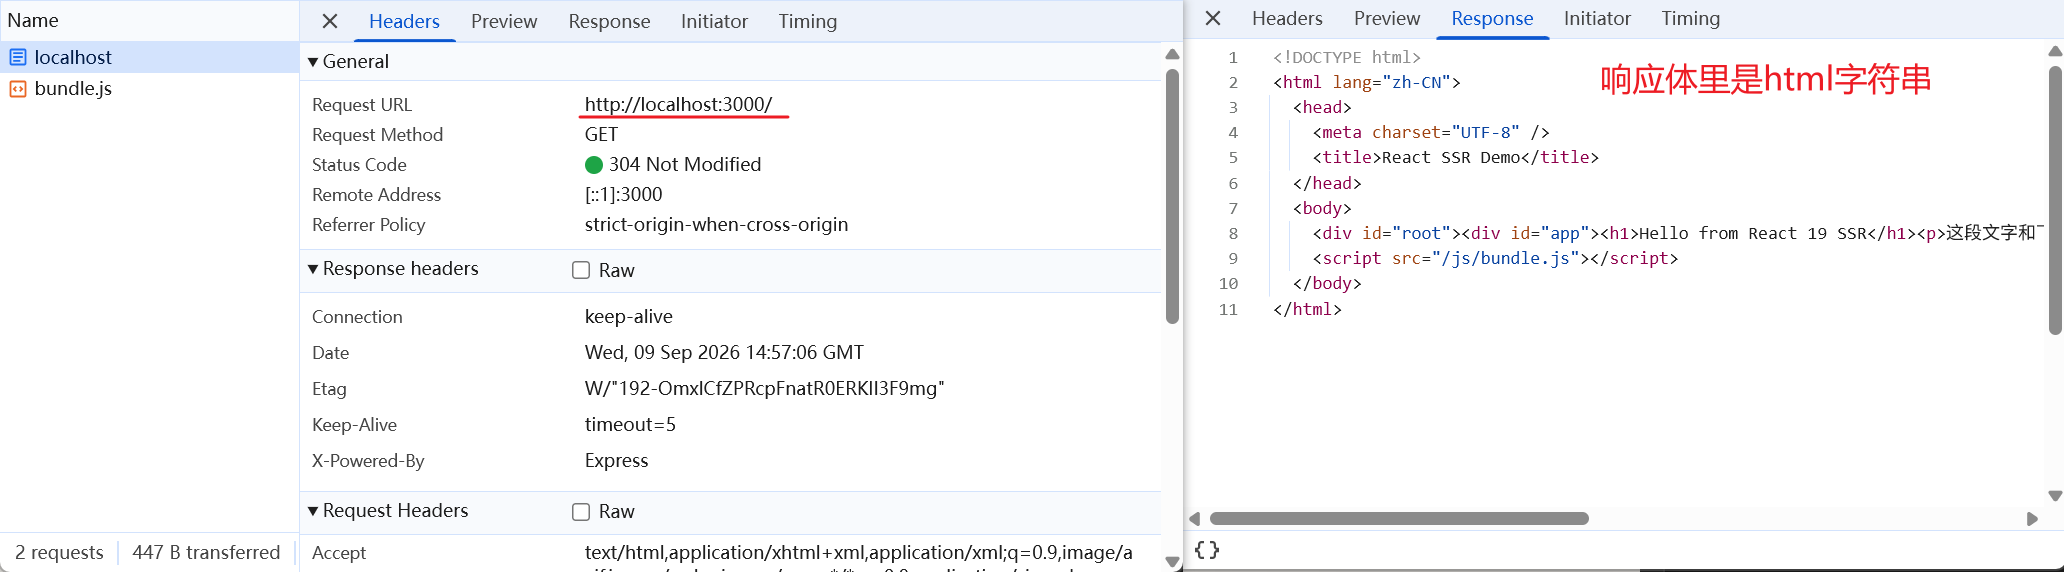 Name
localhost
bundle.js
2 requests
447 B transferred
Headers
Preview
Response
Initiator
Timing
General
Request URL
http://localhost:3000/
Request Method
GET
Status Code
304 Not Modified
Remote Address
[::1]:3000
Referrer Policy
strict-origin-when-cross-origin
Response headers
Raw
Connection
keep-alive
Date
Wed, 09 Sep 2026 14:57:06 GMT
Etag
Keep-Alive
timeout=5
X-Powered-By
Express
Request Headers
Raw
Accept
text/html,application/xhtml+xml,application/xml;q=0.9,image/a
Headers
Preview
Response
Initiator
Timing
响应体里是html字符串
1 <!DOCTYPE html>
2 <html lang="zh-CN">
3 <head>
4 <meta charset="UTF-8" />
5 <title>React SSR Demo</title>
6 </head>
7 <body>
8 <div id="root"><div id="app"><h1>Hello from React 19 SSR</h1><p>这段文字和
9 <script src="/js/bundle.js"></script>
10 </body>
11 </html>
{}